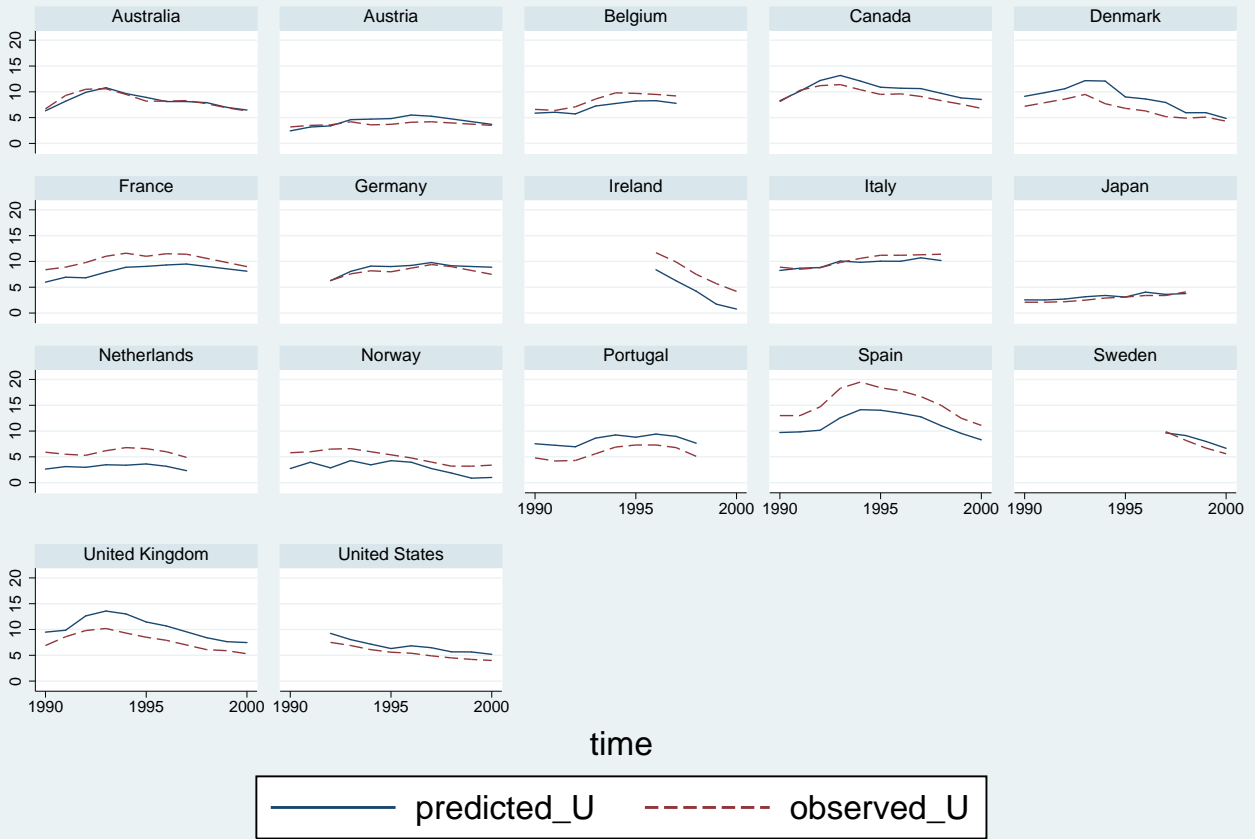 Australia Austria Belgium Canada Denmark
20
15
10
5
0
France Germany Ireland Italy Japan
20
15
10
5
0
Netherlands Norway Portugal Spain Sweden
20
15
10
5
0
1990 1995 2000 1990 1995 2000 1990 1995 2000
United Kingdom United States
20
15
10
5
0
1990 1995 2000 1990 1995 2000
time
predicted_U observed_U